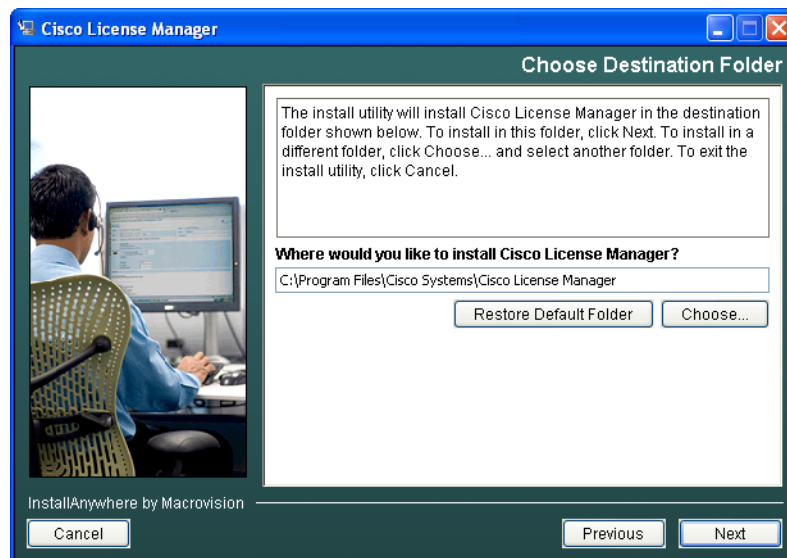 Cisco License Manager
Choose Destination Folder
The install utility will install Cisco License Manager in the destination
folder shown below. To install in this folder, click Next. To install in a
different folder, click Choose... and select another folder. To exit the
install utility, click Cancel.
Where would you like to install Cisco License Manager?
C:\Program Files\Cisco Systems\Cisco License Manager
Restore Default Folder
Choose...
InstallAnywhere by Macrovision
Cancel
Previous
Next